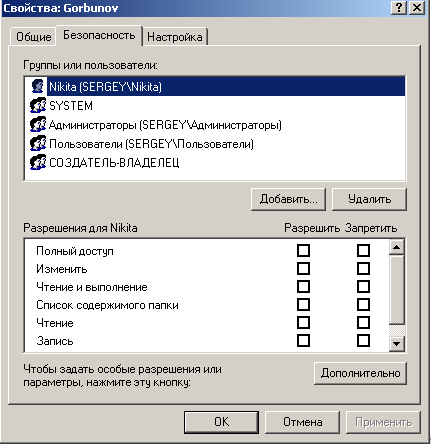 Свойства: Gorbunov
Общие Безопасность Настройка
Группы или пользователи:
Nikita (SERGEY\Nikita)
SYSTEM
Администраторы (SERGEY\Администраторы)
Пользователи (SERGEY\Пользователи)
СОЗДАТЕЛЬ-ВЛАДЕЛЕЦ
Добавить... Удалить
Разрешения для Nikita Разрешить Запретить
Полный доступ
Изменить
Чтение и выполнение
Список содержимого папки
Чтение
Запись
Чтобы задать особые разрешения или
параметры, нажмите эту кнопку:
Дополнительно
OK Отмена Применить